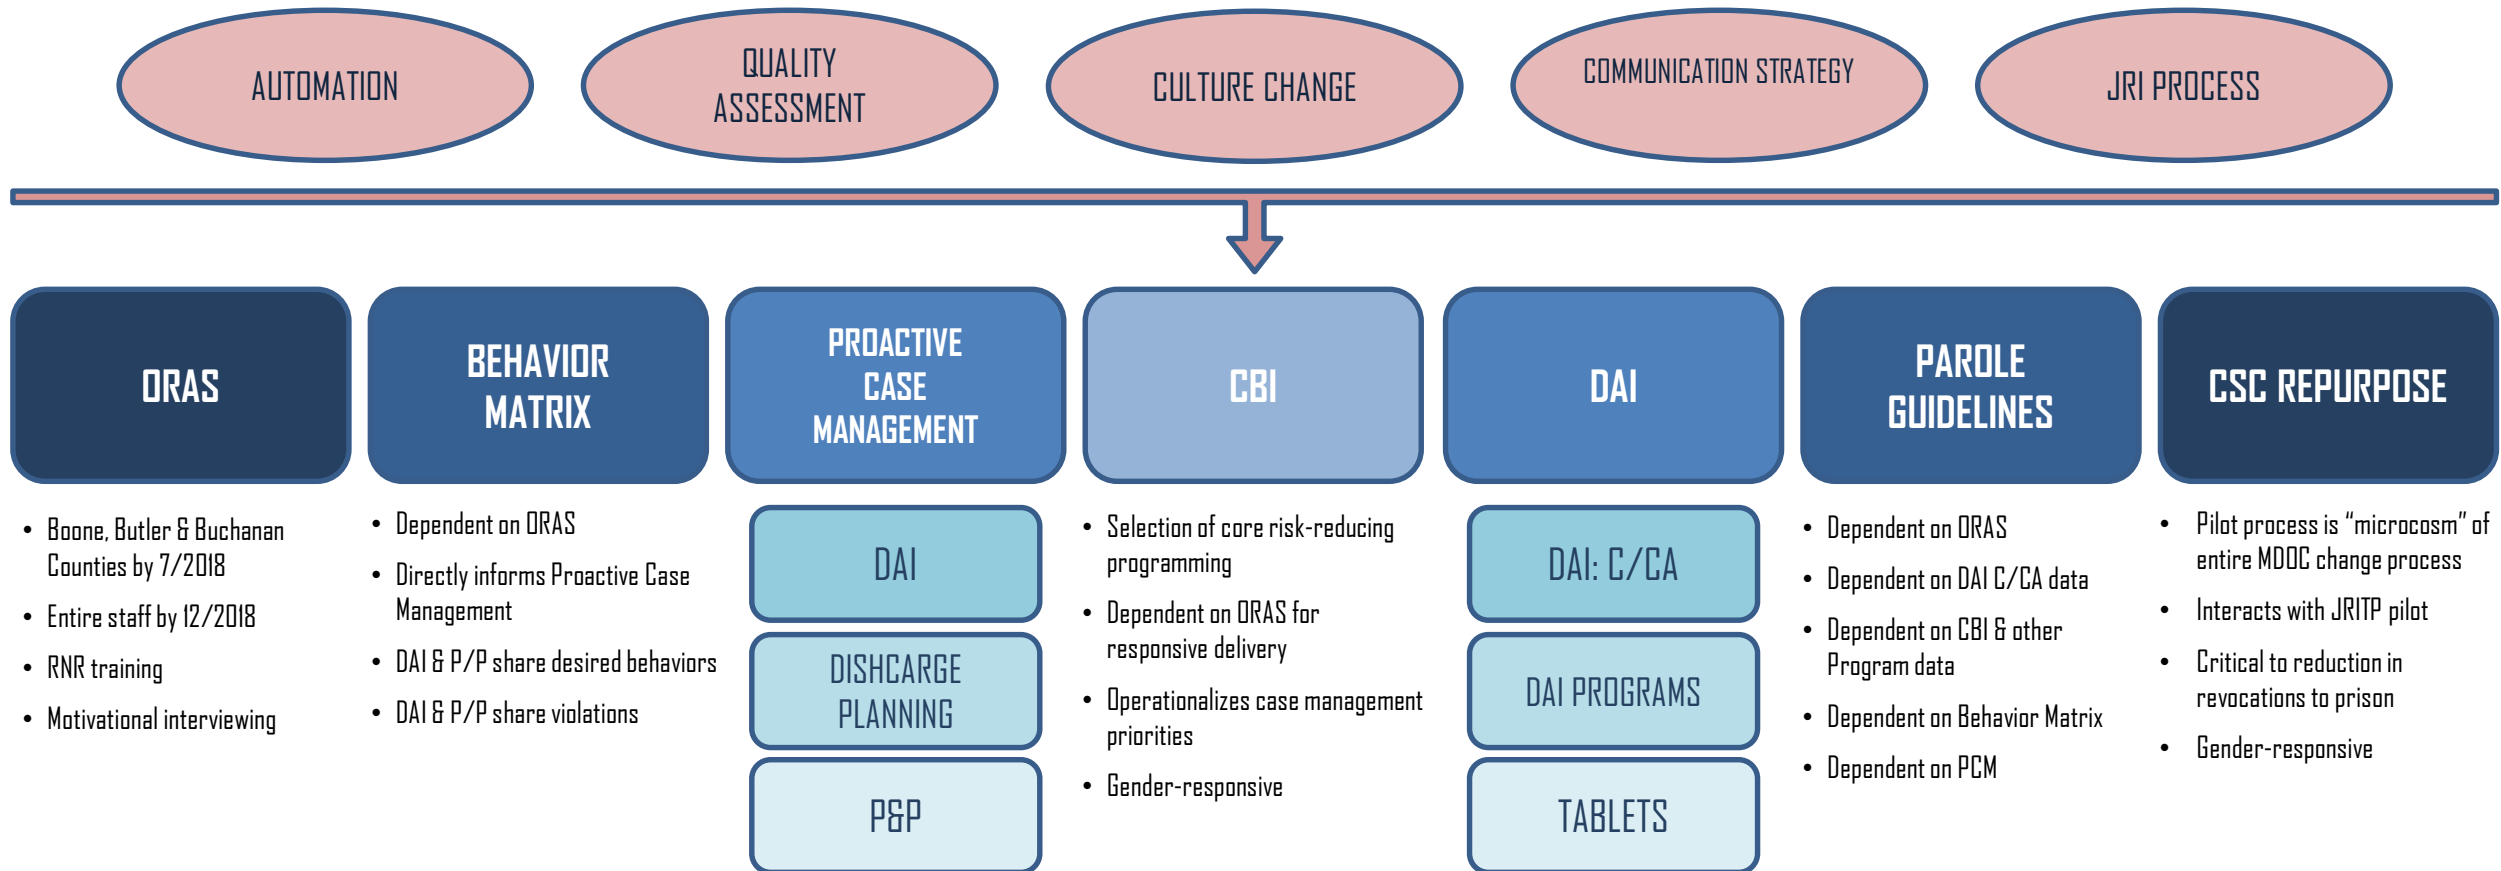 AUTOMATION
QUALITY
ASSESSMENT
CULTURE CHANGE
COMMUNICATION STRATEGY
JRI PROCESS
ORAS
BEHAVIOR
MATRIX
PROACTIVE
CASE
MANAGEMENT
CBI
DAI
PAROLE
GUIDELINES
CSC REPURPOSE
• Boone, Butler & Buchanan
Counties by 7/2018
• Entire staff by 12/2018
• RNR training
• Motivational interviewing
• Dependent on ORAS
• Directly informs Proactive Case
Management
• DAI & P/P share desired behaviors
• DAI & P/P share violations
DAI
DISHCARGE
PLANNING
P&P
• Selection of core risk-reducing
programming
• Dependent on ORAS for
responsive delivery
• Operationalizes case management
priorities
• Gender-responsive
DAI: C/CA
DAI PROGRAMS
TABLETS
• Dependent on ORAS
• Dependent on DAI C/CA data
• Dependent on CBI & other
Program data
• Dependent on Behavior Matrix
• Dependent on PCM
• Pilot process is “microcosm” of
entire MDOC change process
• Interacts with JRITP pilot
• Critical to reduction in
revocations to prison
• Gender-responsive